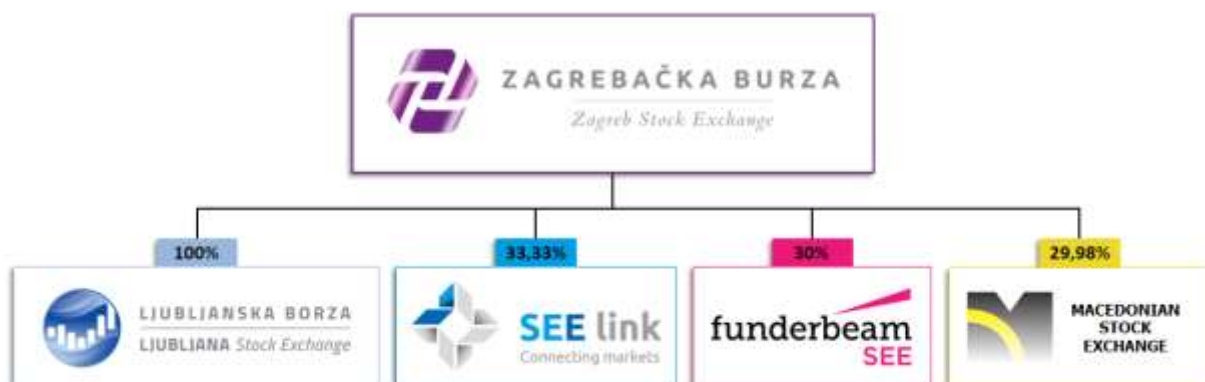 ZAGREBAČKA BURZA
Zagreb Stock Exchange
100%
33,33%
30%
29,98%
LJUBLJANSKA BORZA
LJUBLJANA Stock Exchange
SEE link
Connecting markets
funderbeam
SEE
MACEDONIAN
STOCK
EXCHANGE